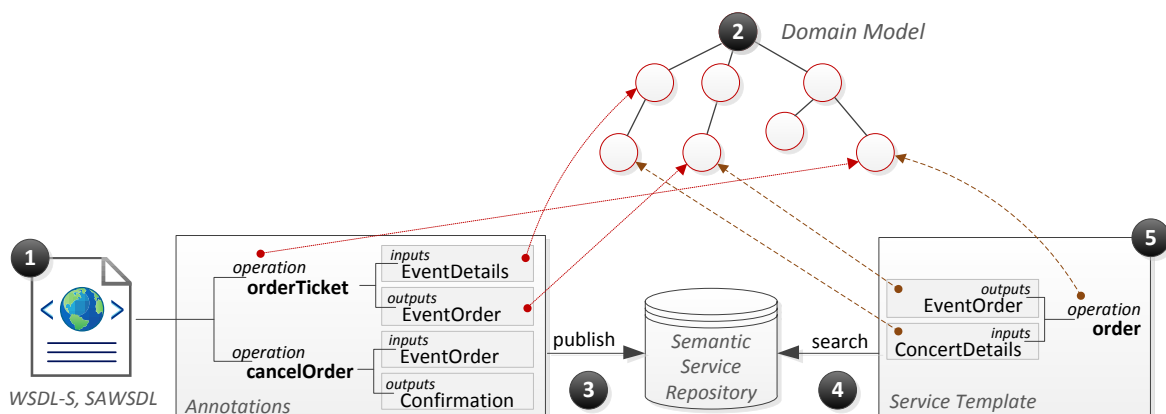 2
Domain Model
1
5
operation
orderTicket
inputs
EventDetails
outputs
EventOrder
operation
cancelOrder
inputs
EventOrder
outputs
Confirmation
WSDL-S, SAWSDL
Annotations
publish
3
Semantic
Service
Repository
search
4
outputs
EventOrder
inputs
ConcertDetails
operation
order
Service Template